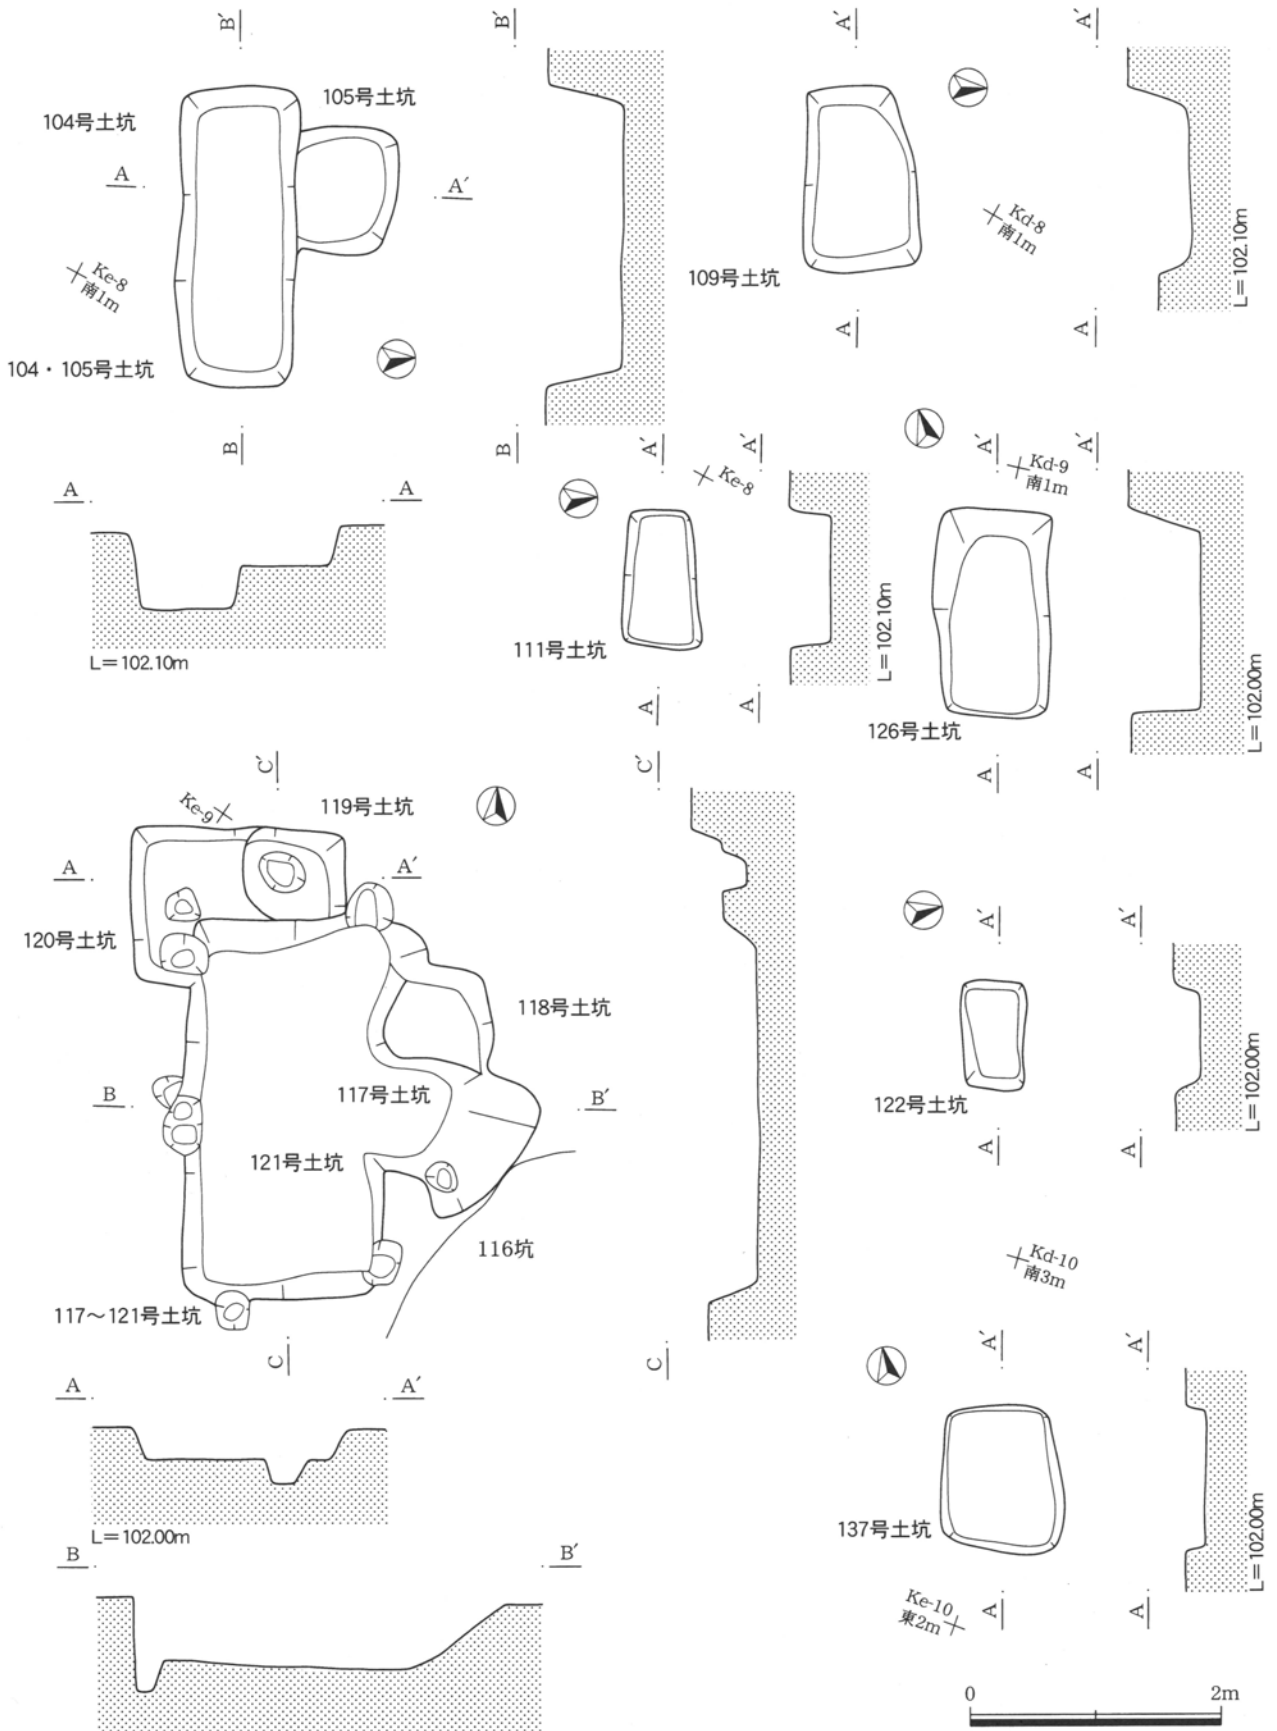 B′
B′
A′
A′
104号土坑
105号土坑
A
A′
Ke-8
南1m
104・105号土坑
B
B
109号土坑
Kd-8
南1m
A
A
L=102.10m
A
A
L=102.10m
A′
A′
Ke-8
111号土坑
A
A
L=102.10m
A′
A′
Kd-9
南1m
126号土坑
A
A
L=102.00m
C′
C′
Ke-9
119号土坑
A
A′
120号土坑
118号土坑
B
117号土坑
B′
121号土坑
116坑
117～121号土坑
C
C
A′
A′
122号土坑
A
A
L=102.00m
Kd-10
南3m
A
A′
L=102.00m
B
B′
A′
A′
137号土坑
Ke-10
東2m
A
A
L=102.00m
0
2m